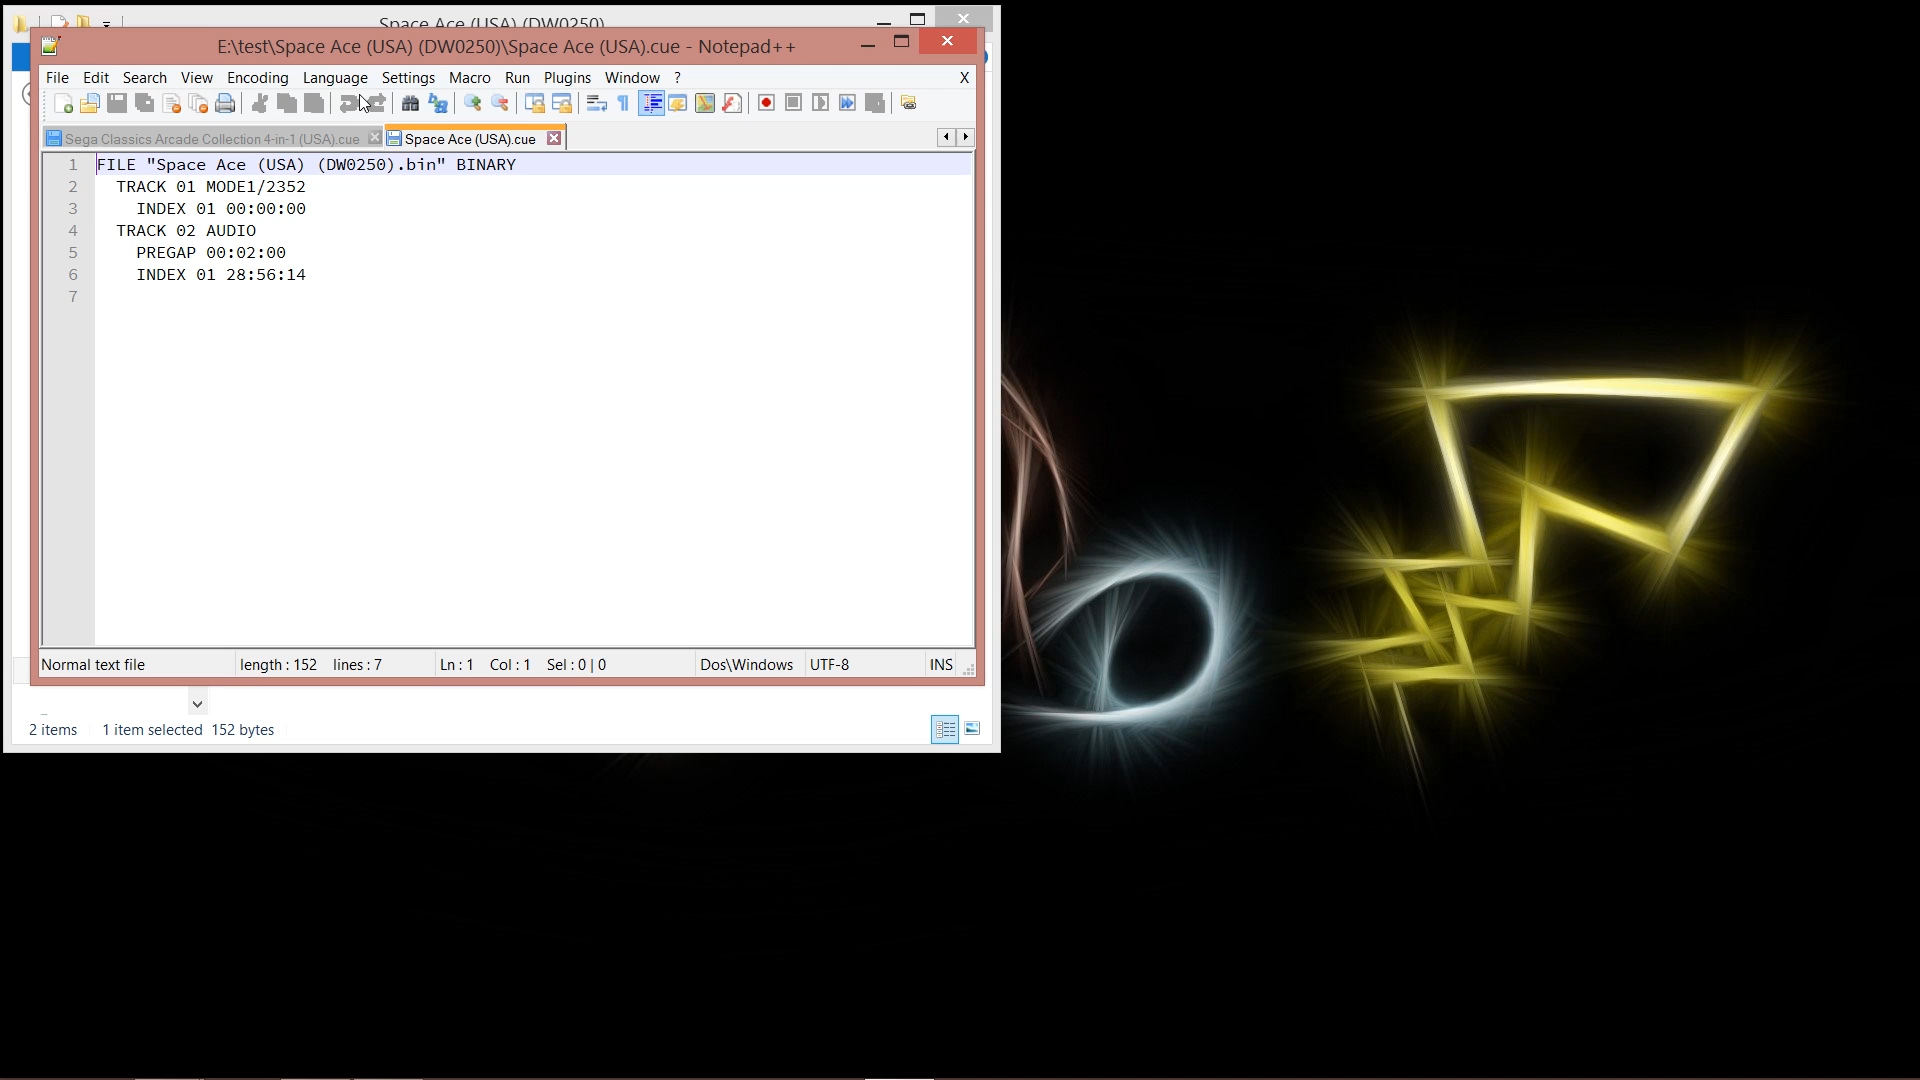 Space Ace (USA) (DW0250)
E:\test\Space Ace (USA) (DW0250)\Space Ace (USA).cue - Notepad++
File Edit Search View Encoding Language Settings Macro Run Plugins Window ? X
Sega Classics Arcade Collection 4-in-1 (USA).cue Space Ace (USA).cue
1 FILE "Space Ace (USA) (DW0250).bin" BINARY
2 TRACK 01 MODE1/2352
3 INDEX 01 00:00:00
4 TRACK 02 AUDIO
5 PREGAP 00:02:00
6 INDEX 01 28:56:14
7
Normal text file length : 152 lines : 7 Ln : 1 Col : 1 Sel : 0 | 0 Dos\Windows UTF-8 INS
2 items 1 item selected 152 bytes